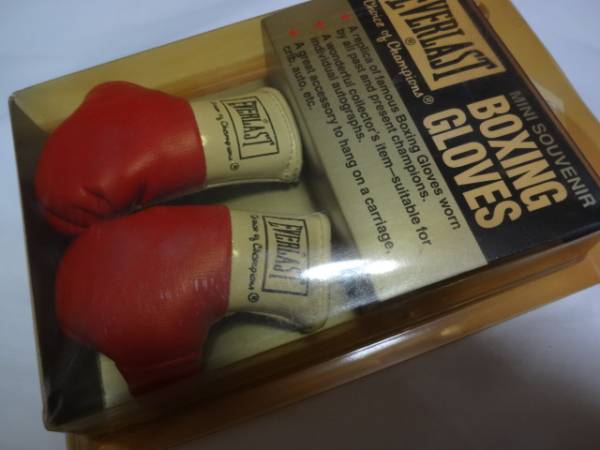 EVERLAST
Choice of Champions®
MINI SOUVENIR
BOXING
GLOVES
★ A replica of famous Boxing Gloves worn
by all past and present champions.
★ A wonderful collector's item—suitable for
individual autographs.
★ A great accessory to hang on a carriage,
crib, auto, etc.
EVERLAST
Choice of Champions®
EVERLAST
Choice of Champions®